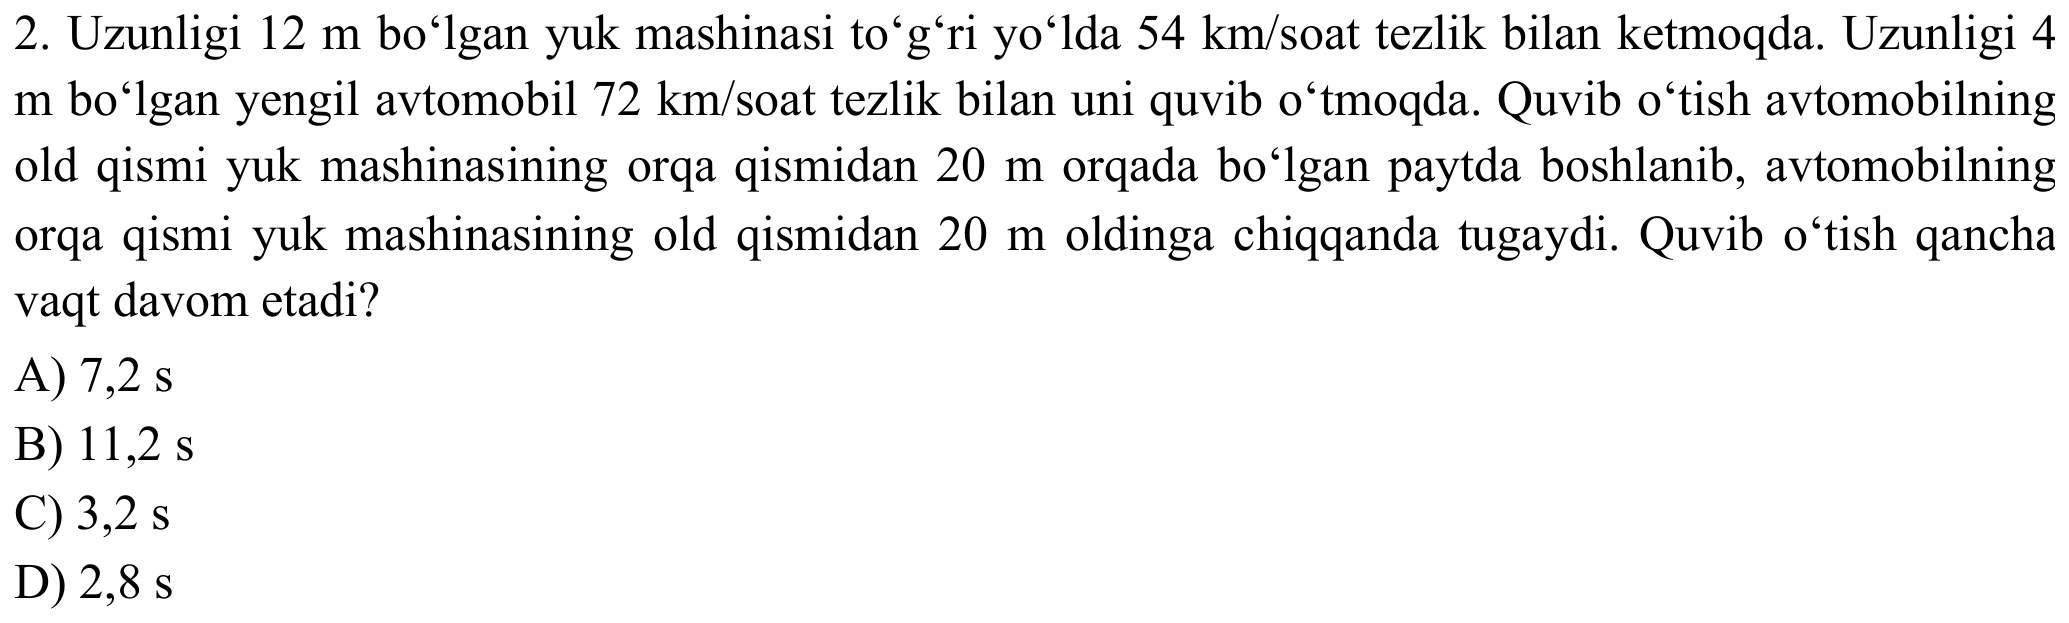 2. Uzunligi 12 m bo‘lgan yuk mashinasi to‘g‘ri yo‘lda 54 km/soat tezlik bilan ketmoqda. Uzunligi 4
m bo‘lgan yengil avtomobil 72 km/soat tezlik bilan uni quvib o‘tmoqda. Quvib o‘tish avtomobilning
old qismi yuk mashinasining orqa qismidan 20 m orqada bo‘lgan paytda boshlanib, avtomobilning
orqa qismi yuk mashinasining old qismidan 20 m oldinga chiqqanda tugaydi. Quvib o‘tish qancha
vaqt davom etadi?
A) 7,2 s
B) 11,2 s
C) 3,2 s
D) 2,8 s